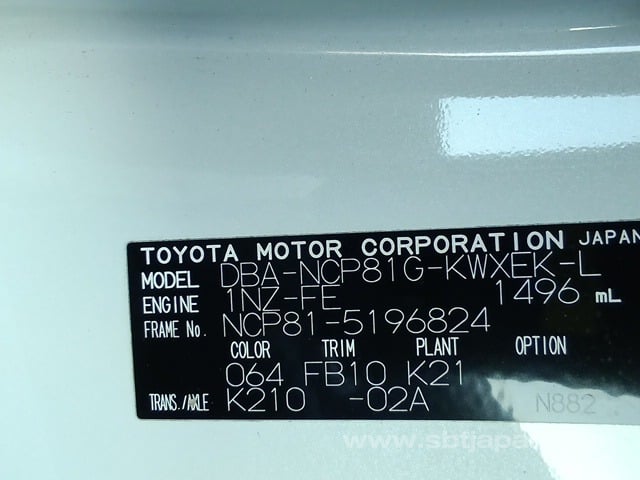 TOYOTA MOTOR CORPORATION JAPAN
MODEL DBA-NCP81G-KWXEK-L
ENGINE 1NZ-FE 1496 mL
FRAME No. NCP81-5196824
COLOR TRIM PLANT OPTION
064 FB10 K21
TRANS./AXLE K210 -02A N882
www.sbtjapan